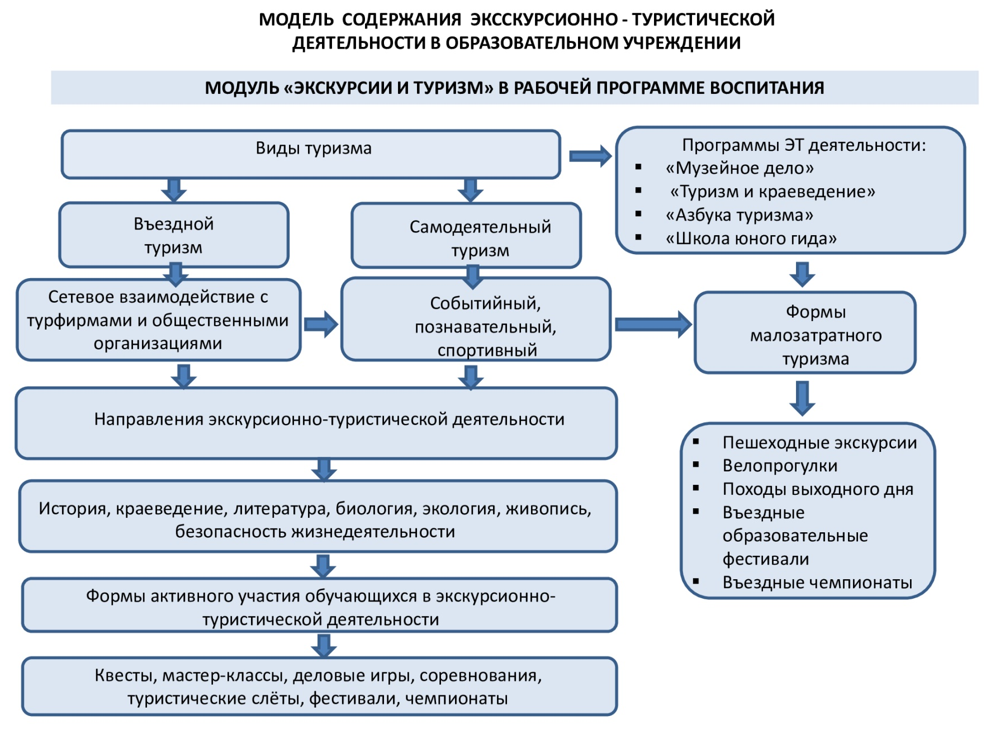 МОДЕЛЬ СОДЕРЖАНИЯ ЭКССКУРСИОННО - ТУРИСТИЧЕСКОЙ
ДЕЯТЕЛЬНОСТИ В ОБРАЗОВАТЕЛЬНОМ УЧРЕЖДЕНИИ
МОДУЛЬ «ЭКСКУРСИИ И ТУРИЗМ» В РАБОЧЕЙ ПРОГРАММЕ ВОСПИТАНИЯ
Виды туризма
Программы ЭТ деятельности:
▪ «Музейное дело»
▪ «Туризм и краеведение»
▪ «Азбука туризма»
▪ «Школа юного гида»
Въездной
туризм
Самодеятельный
туризм
Сетевое взаимодействие с
турфирмами и общественными
организациями
Событийный,
познавательный,
спортивный
Формы
малозатратного
туризма
Направления экскурсионно-туристической деятельности
▪ Пешеходные экскурсии
▪ Велопрогулки
▪ Походы выходного дня
▪ Въездные
образовательные
фестивали
▪ Въездные чемпионаты
История, краеведение, литература, биология, экология, живопись,
безопасность жизнедеятельности
Формы активного участия обучающихся в экскурсионно-
туристической деятельности
Квесты, мастер-классы, деловые игры, соревнования,
туристические слёты, фестивали, чемпионаты